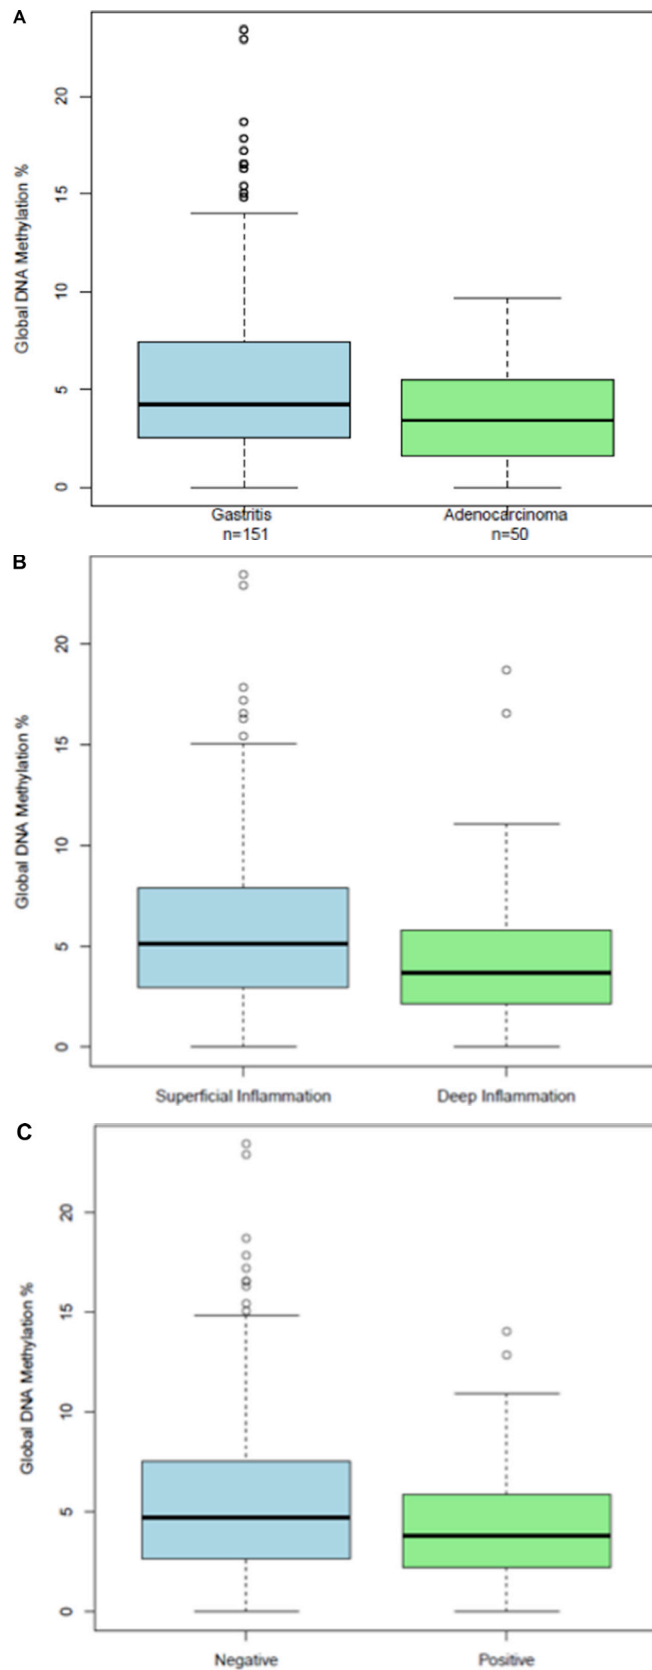 A
Global DNA Methylation %
20
15
10
5
0
Gastritis
n=151
Adenocarcinoma
n=50
B
Global DNA Methylation %
20
15
10
5
0
Superficial Inflammation
Deep Inflammation
C
Global DNA Methylation %
20
15
10
5
0
Negative
Positive